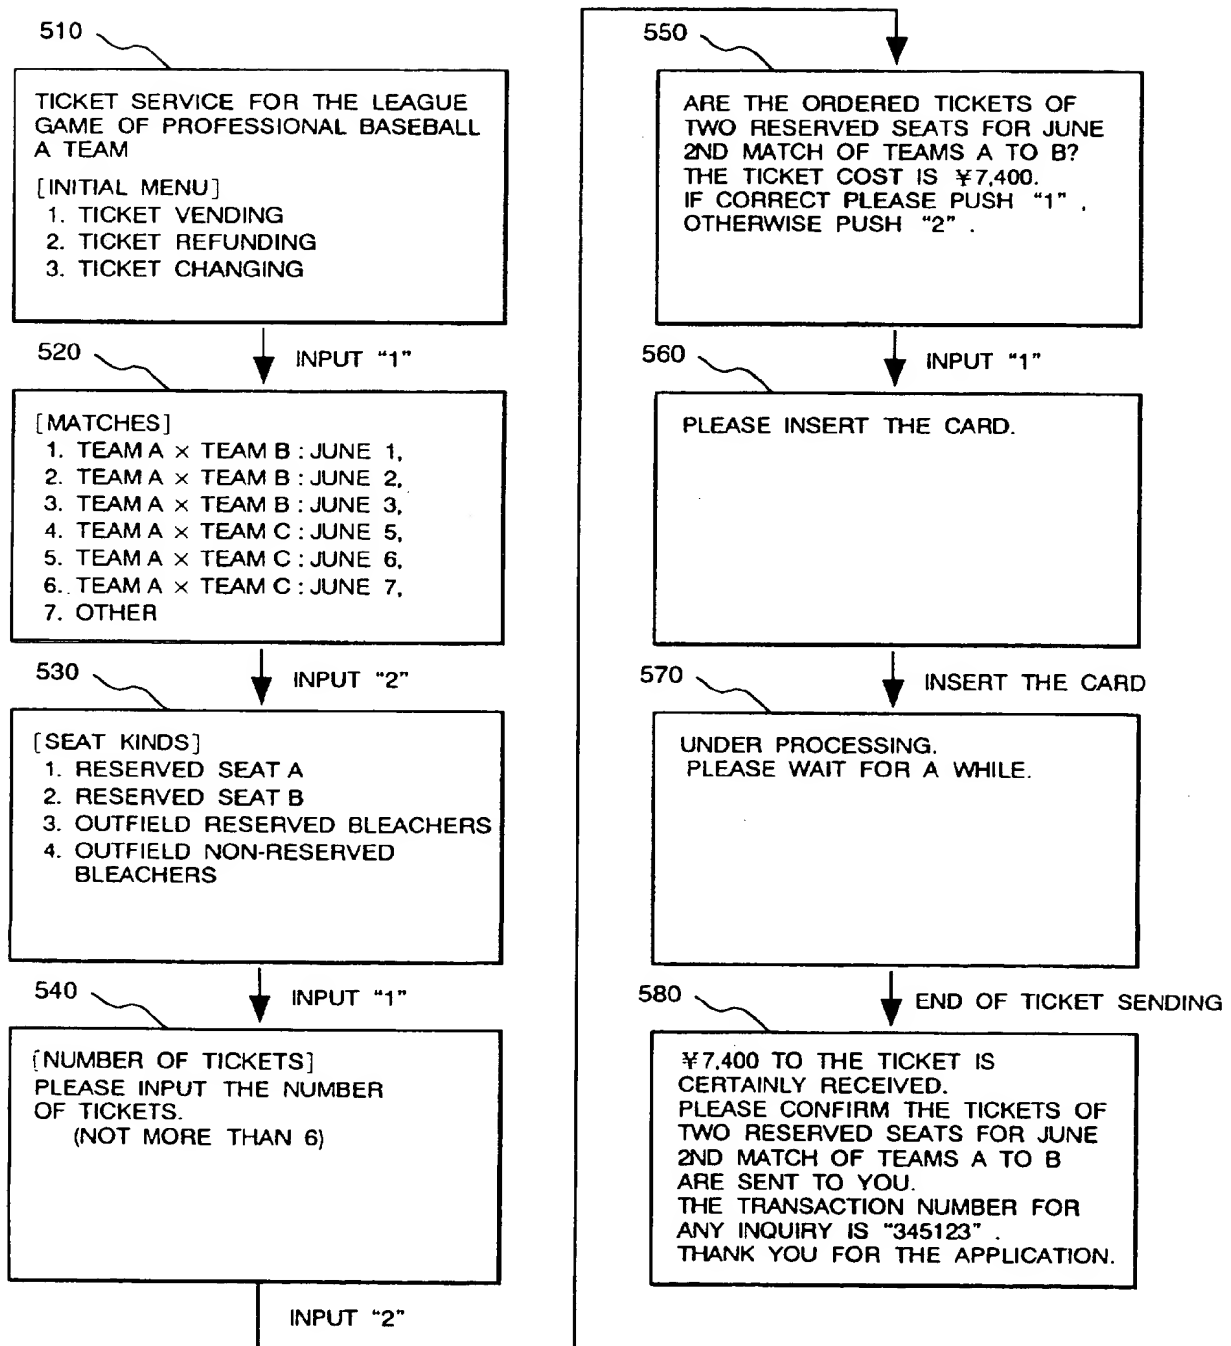 510
TICKET SERVICE FOR THE LEAGUE
GAME OF PROFESSIONAL BASEBALL
A TEAM
[INITIAL MENU]
1. TICKET VENDING
2. TICKET REFUNDING
3. TICKET CHANGING
INPUT "1"
520
[MATCHES]
1. TEAM A × TEAM B : JUNE 1,
2. TEAM A × TEAM B : JUNE 2,
3. TEAM A × TEAM B : JUNE 3,
4. TEAM A × TEAM C : JUNE 5,
5. TEAM A × TEAM C : JUNE 6,
6. TEAM A × TEAM C : JUNE 7,
7. OTHER
INPUT "2"
530
[SEAT KINDS]
1. RESERVED SEAT A
2. RESERVED SEAT B
3. OUTFIELD RESERVED BLEACHERS
4. OUTFIELD NON-RESERVED
BLEACHERS
INPUT "1"
540
[NUMBER OF TICKETS]
PLEASE INPUT THE NUMBER
OF TICKETS.
(NOT MORE THAN 6)
INPUT "2"
550
ARE THE ORDERED TICKETS OF
TWO RESERVED SEATS FOR JUNE
2ND MATCH OF TEAMS A TO B?
THE TICKET COST IS ¥7,400.
IF CORRECT PLEASE PUSH "1" ,
OTHERWISE PUSH "2" .
INPUT "1"
560
PLEASE INSERT THE CARD.
INSERT THE CARD
570
UNDER PROCESSING.
PLEASE WAIT FOR A WHILE.
END OF TICKET SENDING
580
¥7,400 TO THE TICKET IS
CERTAINLY RECEIVED.
PLEASE CONFIRM THE TICKETS OF
TWO RESERVED SEATS FOR JUNE
2ND MATCH OF TEAMS A TO B
ARE SENT TO YOU.
THE TRANSACTION NUMBER FOR
ANY INQUIRY IS "345123" .
THANK YOU FOR THE APPLICATION.